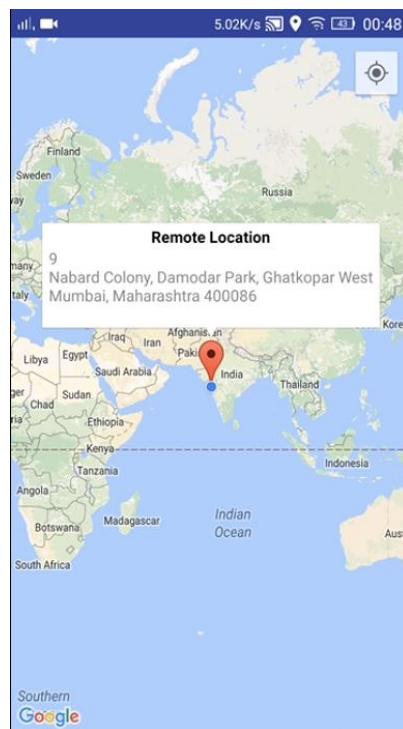 5.02K/s 43 00:48
Finland
Sweden
Russia
Remote Location
9
Nabard Colony, Damodar Park, Ghatkopar West
Mumbai, Maharashtra 400086
Iraq
Iran
Libya
Egypt
Saudi Arabia
India
Thailand
Chad
Sudan
Ethiopia
Kenya
Tanzania
Indonesia
Angola
Botswana
Madagascar
Indian
Ocean
South Africa
Southern
Google